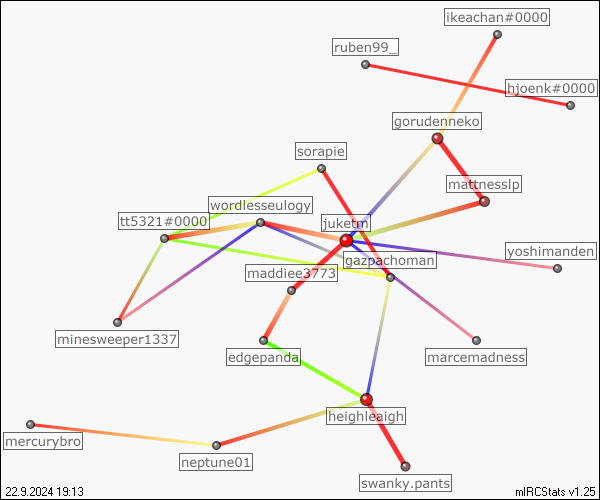 ikeachan#0000
ruben99_
hjoenk#0000
gorudenneko
sorapie
mattnesslp
wordlesseulogy
tt5321#0000
juketm
yoshimanden
gazpachoman
maddiee3773
minesweeper1337
edgepanda
marcemadness
heighleaigh
mercurybro
neptune01
swanky.pants
22.9.2024 19:13
mIRCStats v1.25